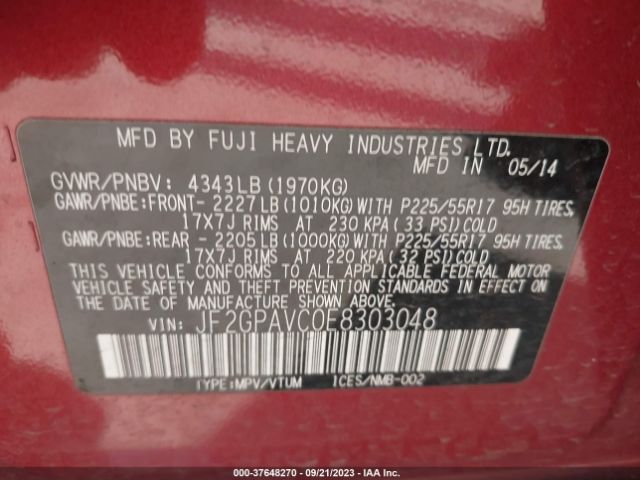 MFD BY FUJI HEAVY INDUSTRIES LTD.
MFD IN 05/14
GVWR/PNBV: 4343LB (1970KG)
GAWR/PNBE:FRONT- 2227LB (1010KG)WITH P225/55R17 95H TIRES,
17X7J RIMS AT 230 KPA (33 PSI)COLD
GAWR/PNBE:REAR - 2205LB (1000KG)WITH P225/55R17 95H TIRES,
17X7J RIMS AT 220 KPA (32 PSI)COLD
THIS VEHICLE CONFORMS TO ALL APPLICABLE FEDERAL MOTOR
VEHICLE SAFETY AND THEFT PREVENTION STANDARDS IN EFFECT
ON THE DATE OF MANUFACTURE SHOWN ABOVE.
VIN: JF2GPAVC0E8303048
TYPE:MPV/VTUM ICES/NMB-002
000-37648270 - 09/21/2023 - IAA Inc.